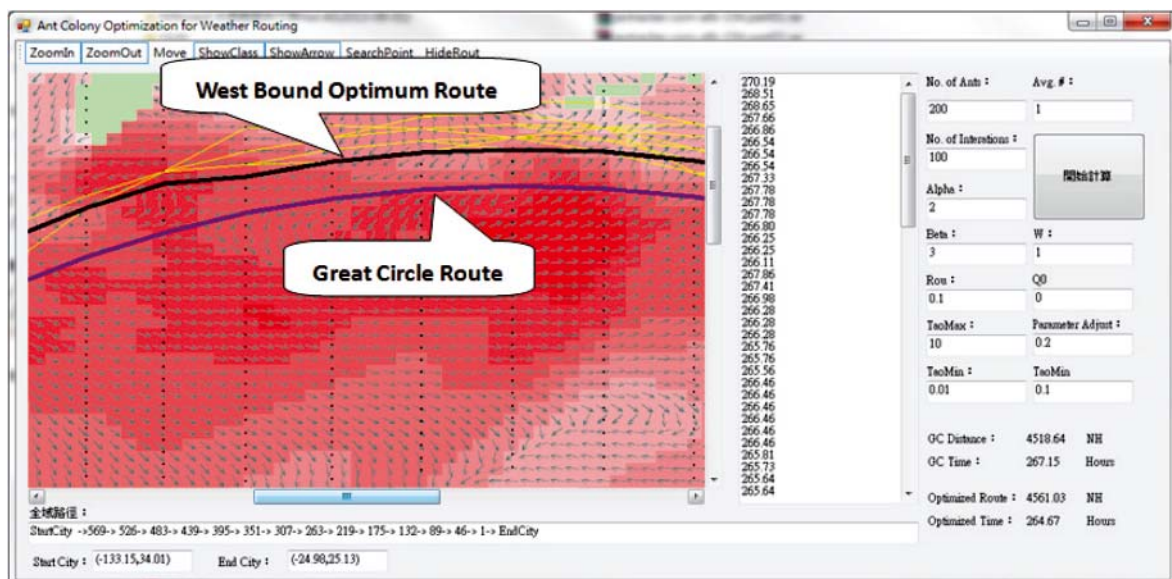 Ant Colony Optimization for Weather Routing
ZoomIn ZoomOut Move ShowClass ShowArrow SearchPoint HideRout
West Bound Optimum Route
Great Circle Route
270.19
268.51
268.65
267.66
266.86
266.54
266.54
266.54
267.33
267.78
267.78
267.78
266.80
266.25
266.25
266.11
267.86
267.41
266.98
266.28
266.28
266.28
265.76
265.76
265.56
266.46
266.46
266.46
266.46
266.46
265.81
265.73
265.64
265.64
No. of Ants : Avg. # :
200 1
No. of Interations :
100
開始計算
Alpha :
2
Beta : W :
3 1
Rou : Q0
0.1 0
TaoMax : Parameter Adjust :
10 0.2
TaoMin : TaoMin
0.01 0.1
GC Distance : 4518.64 NH
GC Time : 267.15 Hours
Optimized Route : 4561.03 NH
Optimized Time : 264.67 Hours
全域路徑 :
StartCity ->569-> 526-> 483-> 439-> 395-> 351-> 307-> 263-> 219-> 175-> 132-> 89-> 46-> 1-> EndCity
Start City : (-133.15,34.01) End City : (-24.98,25.13)